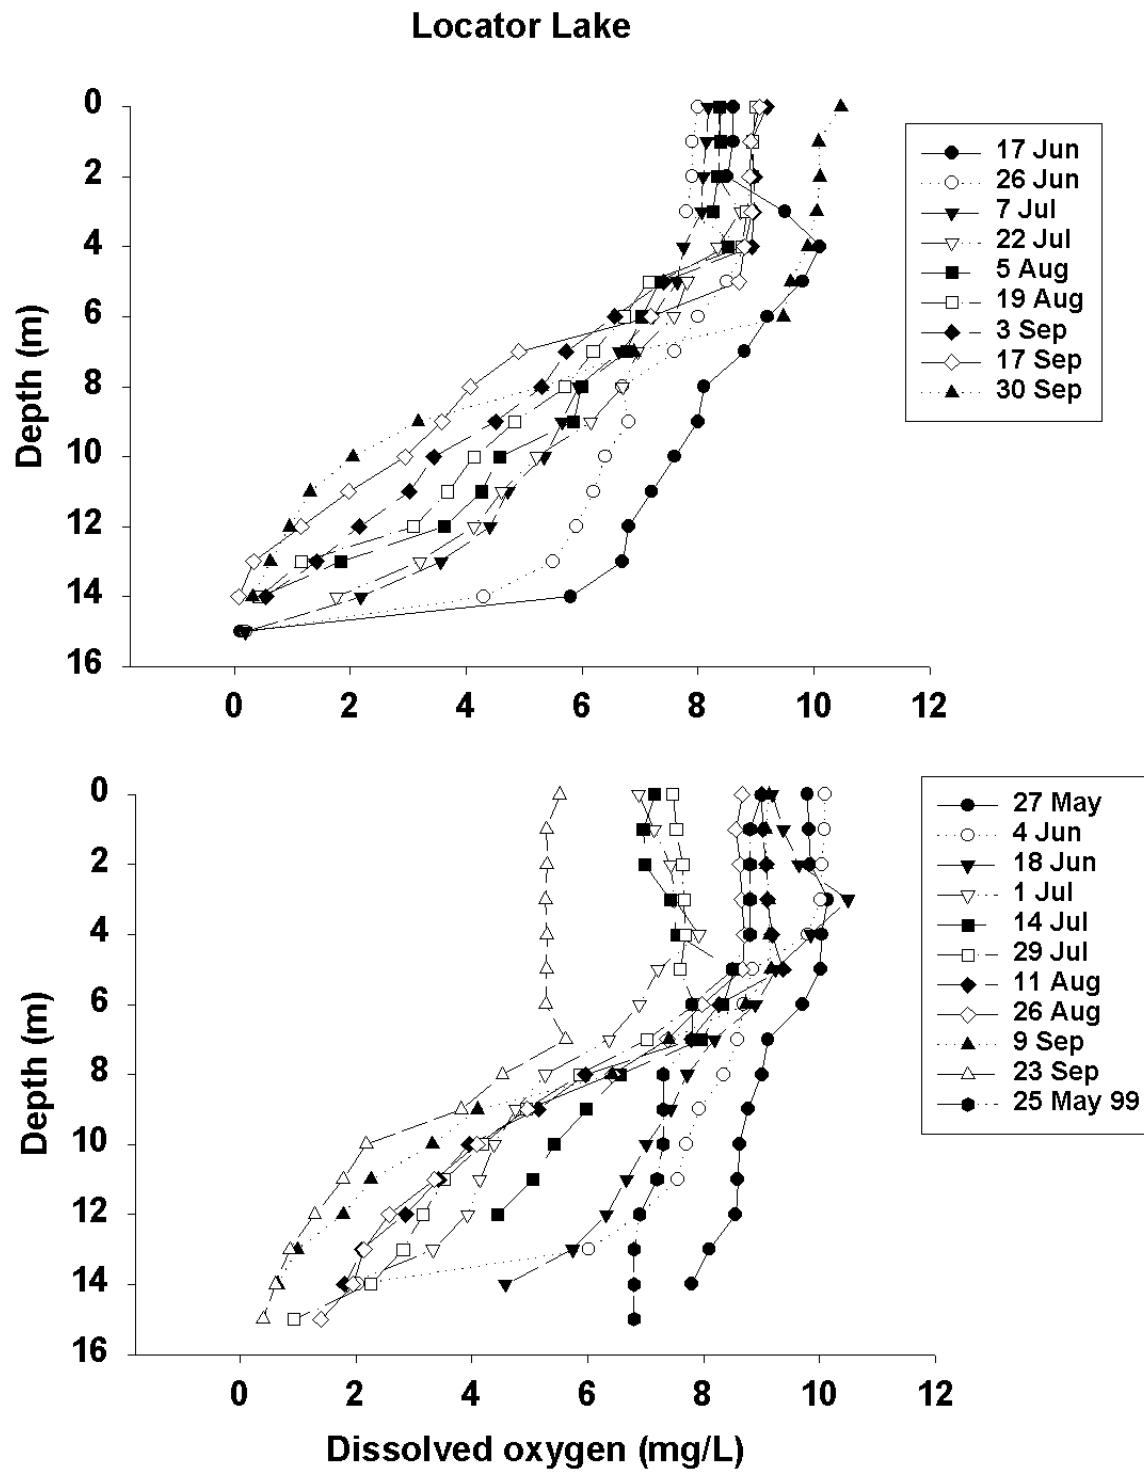 Locator Lake
0
2
4
6
8
10
12
14
16
Depth (m)
0 2 4 6 8 10 12
17 Jun
26 Jun
7 Jul
22 Jul
5 Aug
19 Aug
3 Sep
17 Sep
30 Sep
0
2
4
6
8
10
12
14
16
Depth (m)
0 2 4 6 8 10 12
Dissolved oxygen (mg/L)
27 May
4 Jun
18 Jun
1 Jul
14 Jul
29 Jul
11 Aug
26 Aug
9 Sep
23 Sep
25 May 99